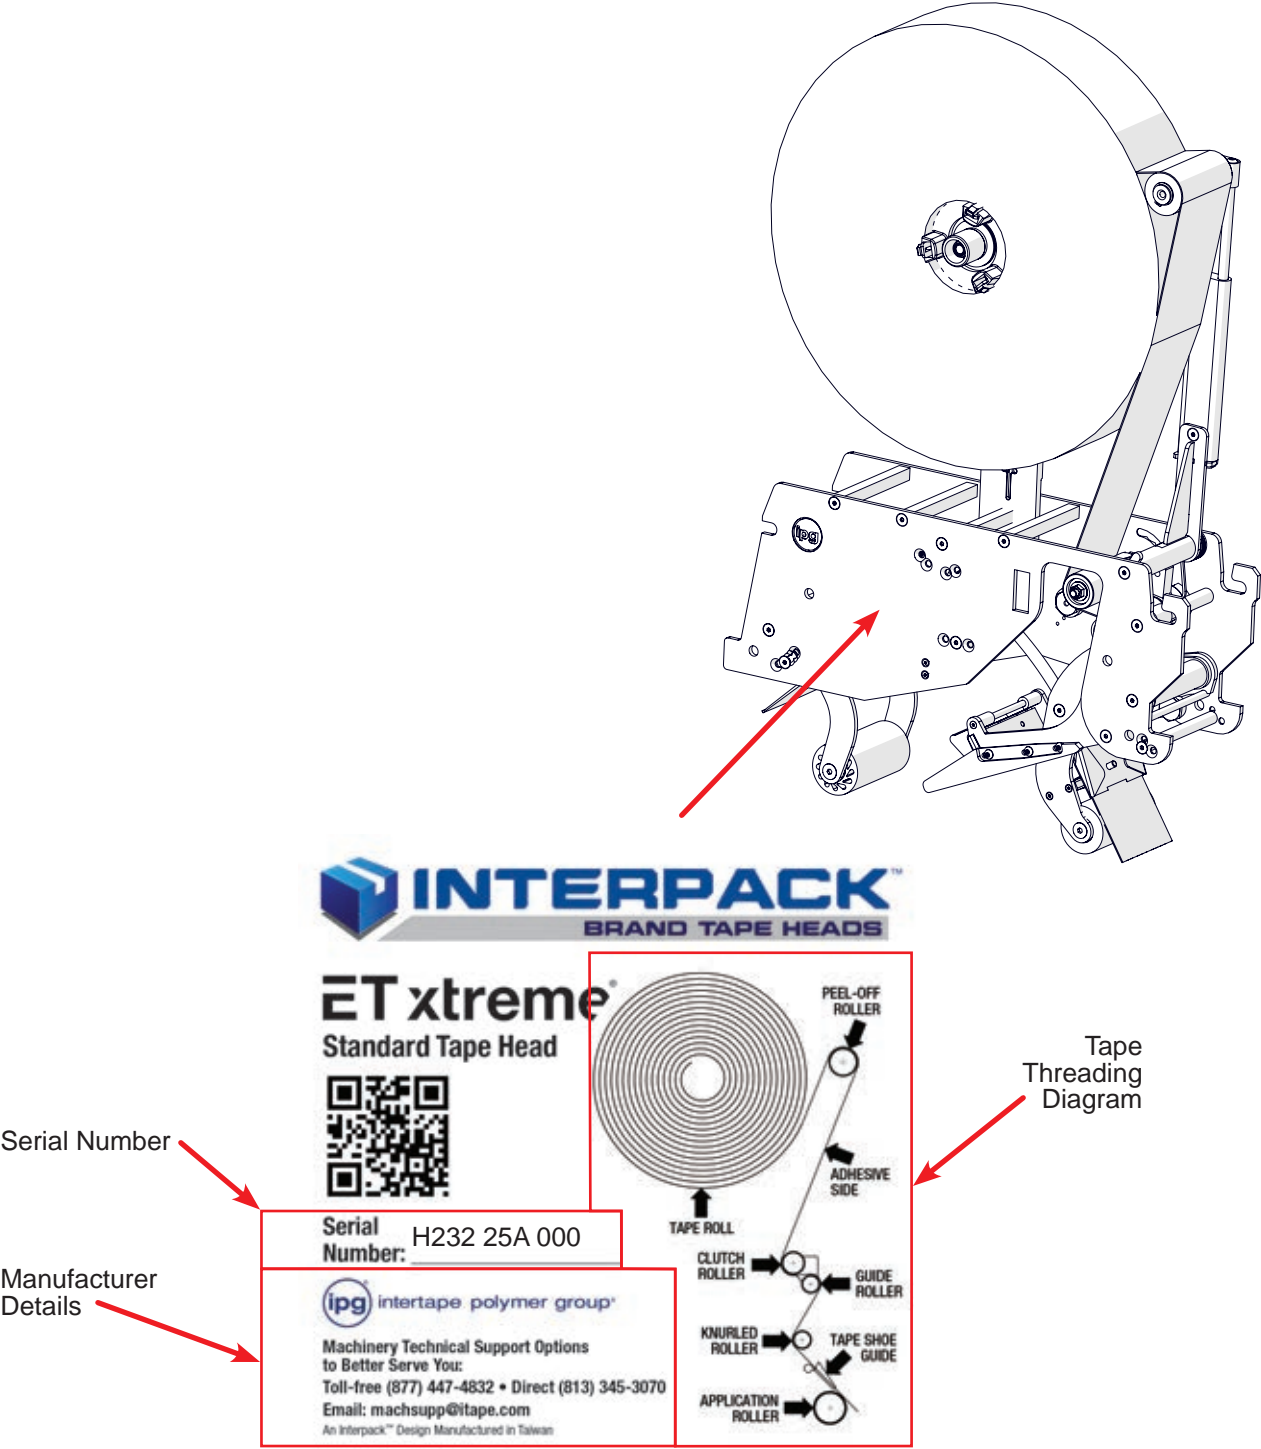 ipg
INTERPACK™
BRAND TAPE HEADS
ET xtreme®
Standard Tape Head
Serial Number
Serial
Number: H232 25A 000
Manufacturer
Details
ipg® intertape polymer group®
Machinery Technical Support Options
to Better Serve You:
Toll-free (877) 447-4832 • Direct (813) 345-3070
Email: machsupp@itape.com
An Interpack™ Design Manufactured in Taiwan
PEEL-OFF
ROLLER
ADHESIVE
SIDE
TAPE ROLL
CLUTCH
ROLLER
GUIDE
ROLLER
KNURLED
ROLLER
TAPE SHOE
GUIDE
APPLICATION
ROLLER
Tape
Threading
Diagram